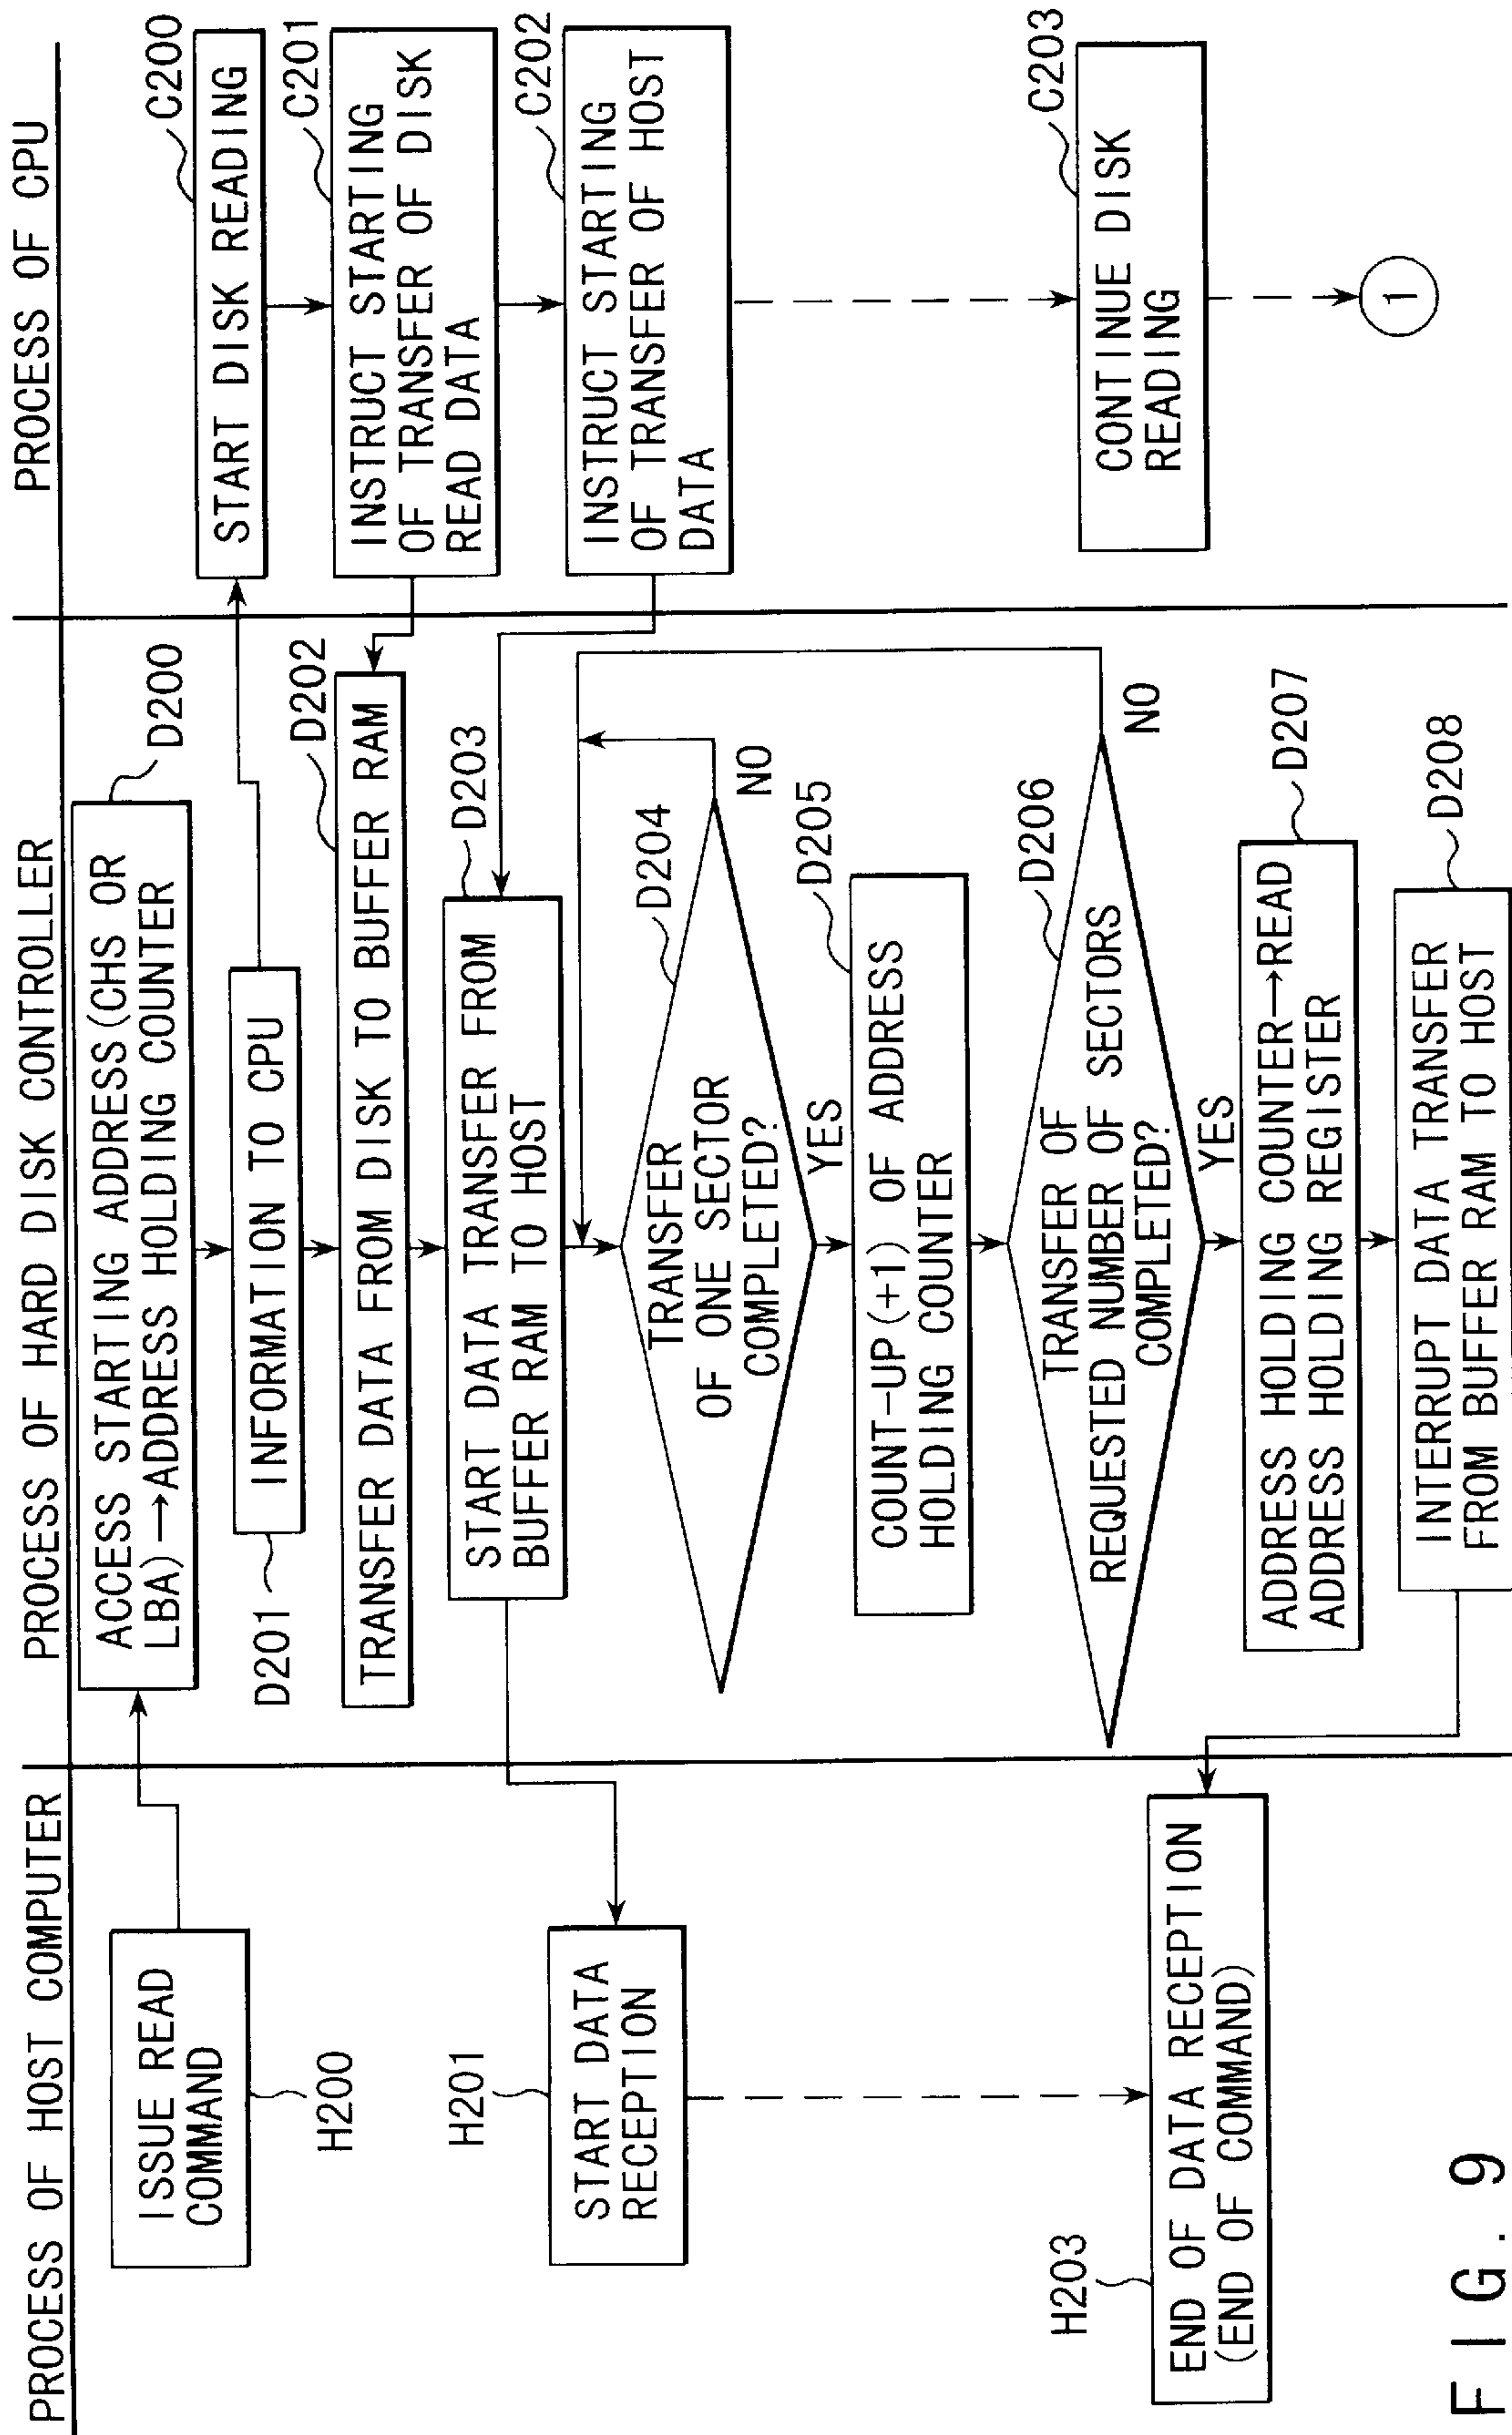 PROCESS OF HOST COMPUTER
PROCESS OF HARD DISK CONTROLLER
PROCESS OF CPU
ISSUE READ
COMMAND
H200
ACCESS STARTING ADDRESS(CHS OR
LBA)→ADDRESS HOLDING COUNTER
D200
D201
INFORMATION TO CPU
START DISK READING
C200
TRANSFER DATA FROM DISK TO BUFFER RAM
D202
INSTRUCT STARTING
OF TRANSFER OF DISK
READ DATA
C201
START DATA TRANSFER FROM
BUFFER RAM TO HOST
D203
INSTRUCT STARTING
OF TRANSFER OF HOST
DATA
C202
H201
START DATA
RECEPTION
TRANSFER
OF ONE SECTOR
COMPLETED?
D204
NO
YES
COUNT-UP(+1) OF ADDRESS
HOLDING COUNTER
D205
TRANSFER OF
REQUESTED NUMBER OF SECTORS
COMPLETED?
D206
NO
YES
CONTINUE DISK
READING
C203
1
ADDRESS HOLDING COUNTER→READ
ADDRESS HOLDING REGISTER
D207
INTERRUPT DATA TRANSFER
FROM BUFFER RAM TO HOST
D208
H203
END OF DATA RECEPTION
(END OF COMMAND)
FIG. 9